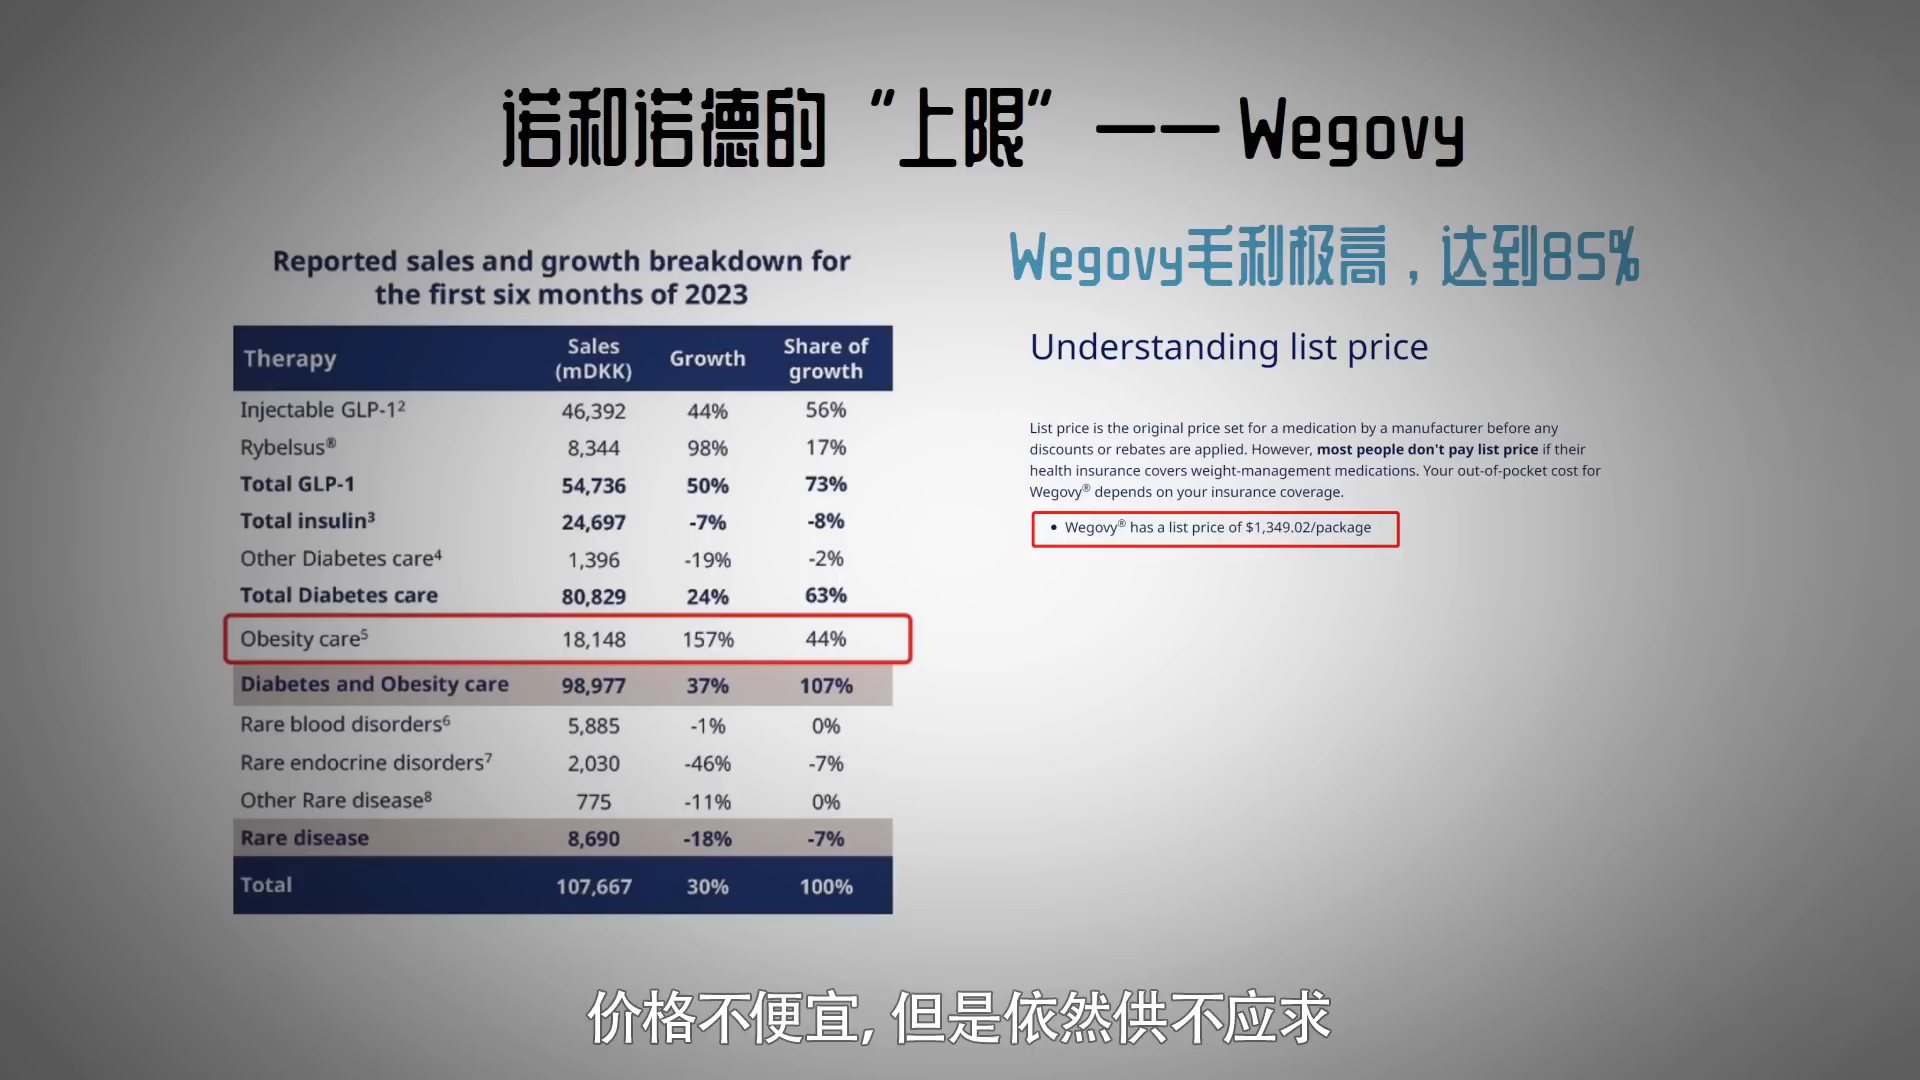 诺和诺德的“上限”——Wegovy
Reported sales and growth breakdown for
the first six months of 2023
Therapy Sales (mDKK) Growth Share of growth
Injectable GLP-1² 46,392 44% 56%
Rybelsus® 8,344 98% 17%
Total GLP-1 54,736 50% 73%
Total insulin³ 24,697 -7% -8%
Other Diabetes care⁴ 1,396 -19% -2%
Total Diabetes care 80,829 24% 63%
Obesity care⁵ 18,148 157% 44%
Diabetes and Obesity care 98,977 37% 107%
Rare blood disorders⁶ 5,885 -1% 0%
Rare endocrine disorders⁷ 2,030 -46% -7%
Other Rare disease⁸ 775 -11% 0%
Rare disease 8,690 -18% -7%
Total 107,667 30% 100%
Wegovy毛利极高，达到85%
Understanding list price
List price is the original price set for a medication by a manufacturer before any
discounts or rebates are applied. However, most people don't pay list price if their
health insurance covers weight-management medications. Your out-of-pocket cost for
Wegovy® depends on your insurance coverage.
• Wegovy® has a list price of $1,349.02/package
价格不便宜,但是依然供不应求